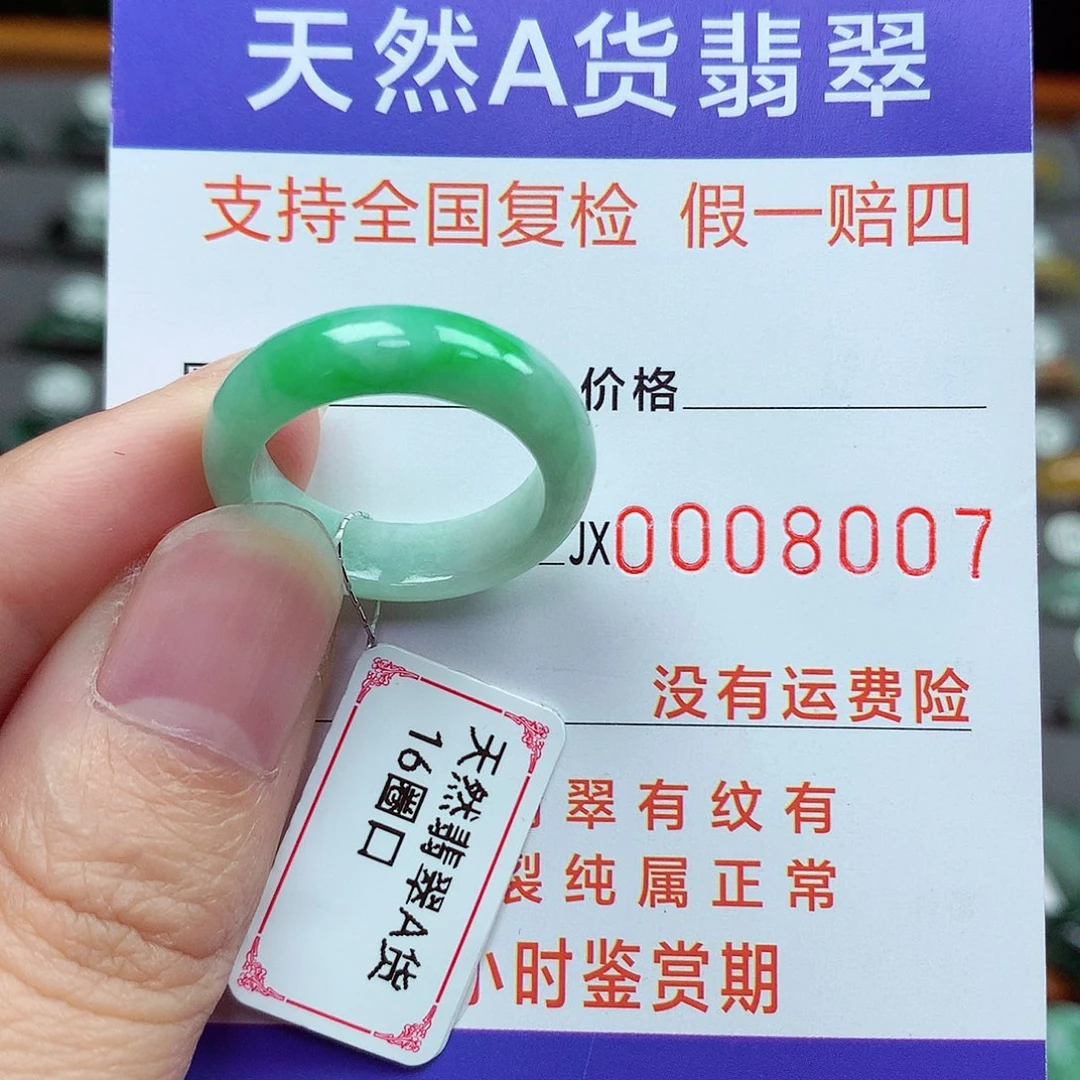 天然A货翡翠
支持全国复检 假一赔四
价格
JX0008007
没有运费险
翠有纹有
裂纯属正常
小时鉴赏期
天然翡翠A货
16圈口